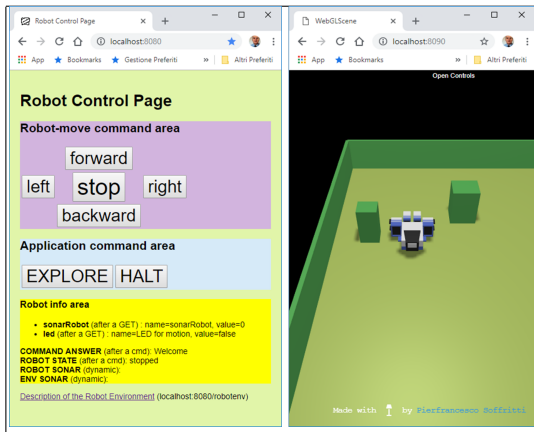 Robot Control Page
localhost:8080
App Bookmarks Gestione Preferiti » Altri Preferiti
Robot Control Page
Robot-move command area
forward
left stop right
backward
Application command area
EXPLORE HALT
Robot info area
• sonarRobot (after a GET) : name=sonarRobot, value=0
• led (after a GET) : name=LED for motion, value=false
COMMAND ANSWER (after a cmd): Welcome
ROBOT STATE (after a cmd): stopped
ROBOT SONAR (dynamic):
ENV SONAR (dynamic):
Description of the Robot Environment (localhost:8080/robotenv)
WebGLScene
localhost:8090
App Bookmarks » Altri Preferiti
Open Controls
Made with by Pierfrancesco Soffritti